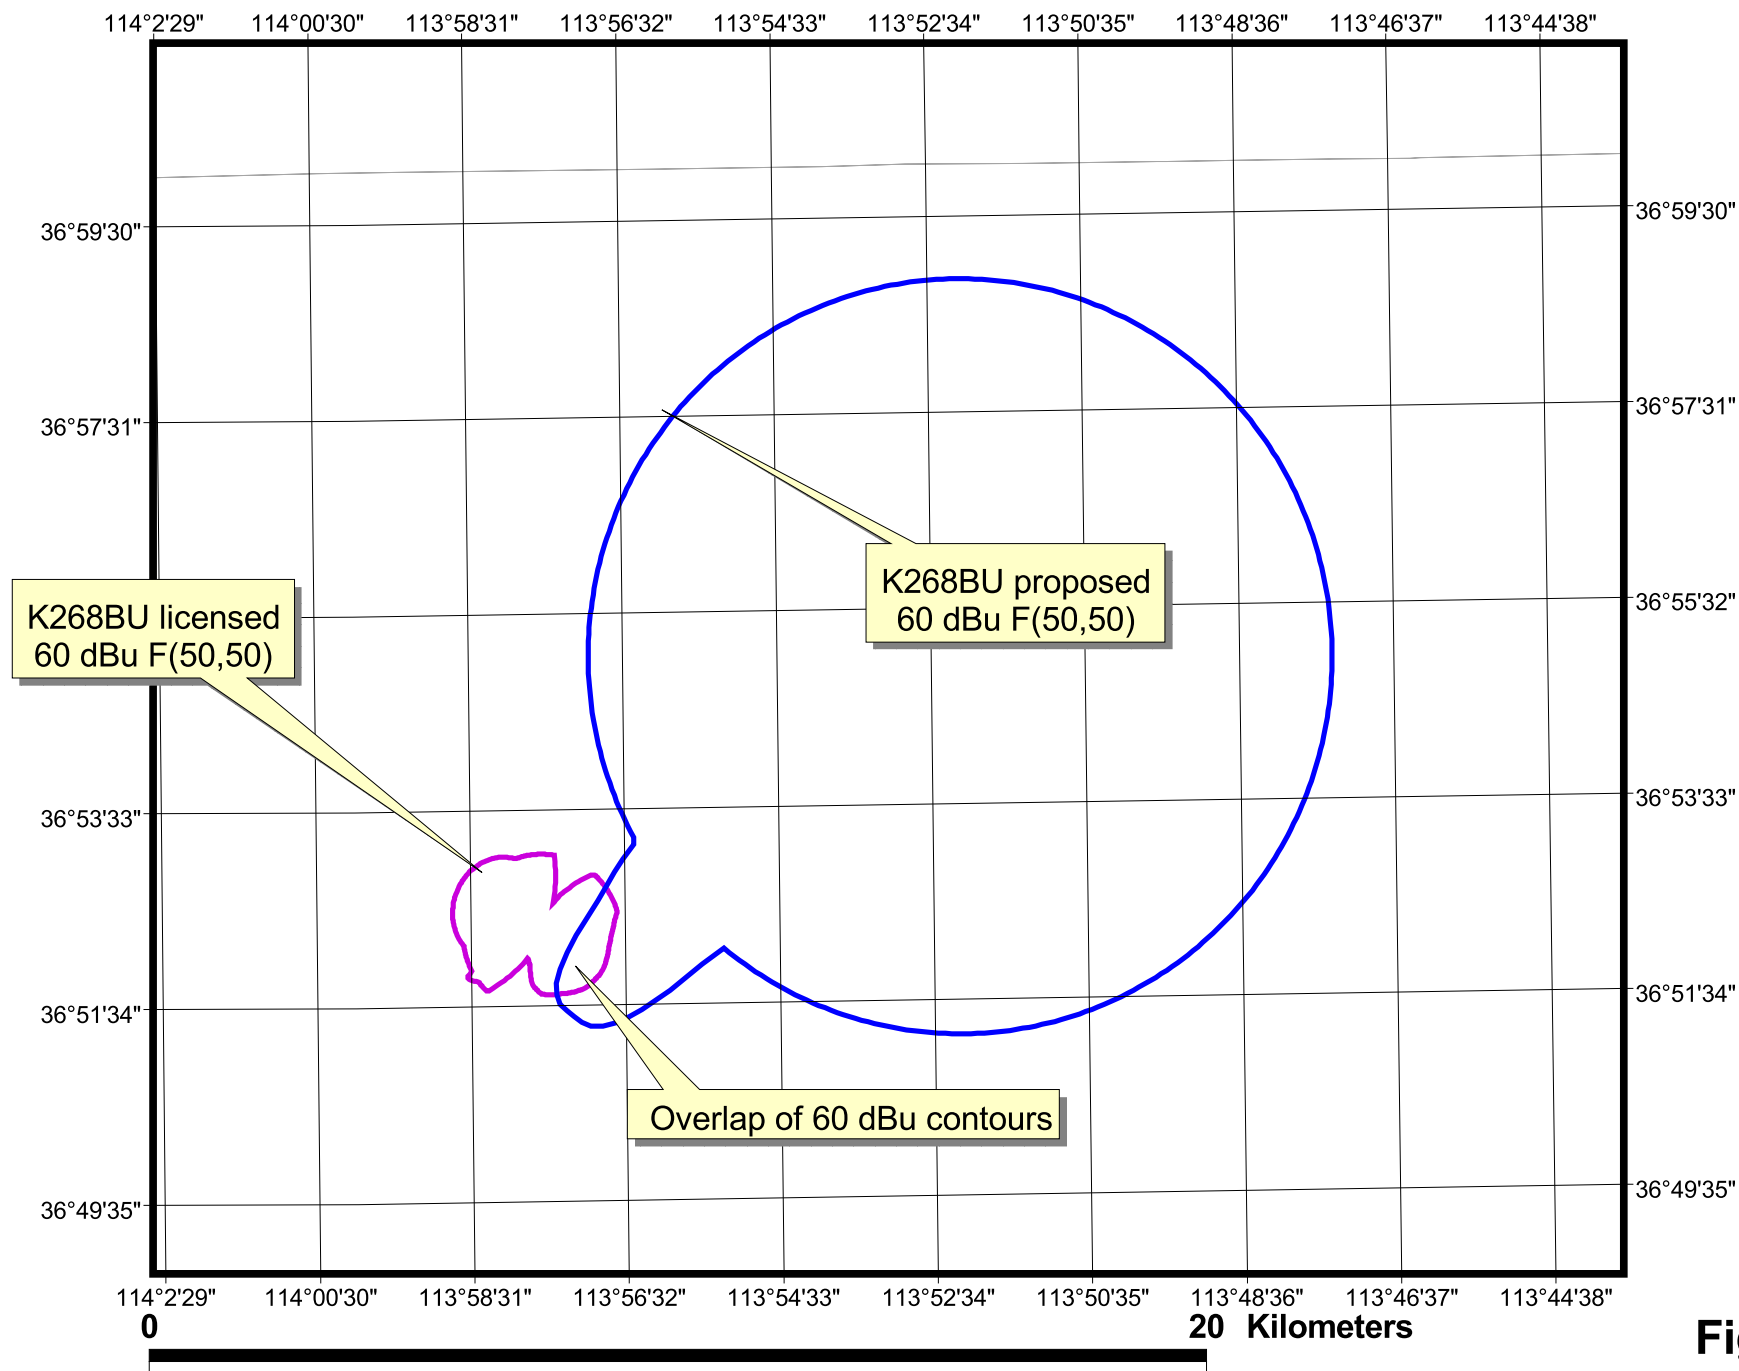 114°2'29" 114°00'30" 113°58'31" 113°56'32" 113°54'33" 113°52'34" 113°50'35" 113°48'36" 113°46'37" 113°44'38"
36°59'30" 36°59'30"
36°57'31" 36°57'31"
K268BU proposed
60 dBu F(50,50)
36°55'32"
K268BU licensed
60 dBu F(50,50)
36°53'33" 36°53'33"
36°51'34" 36°51'34"
Overlap of 60 dBu contours
36°49'35" 36°49'35"
114°2'29" 114°00'30" 113°58'31" 113°56'32" 113°54'33" 113°52'34" 113°50'35" 113°48'36" 113°46'37" 113°44'38"
0 20 Kilometers